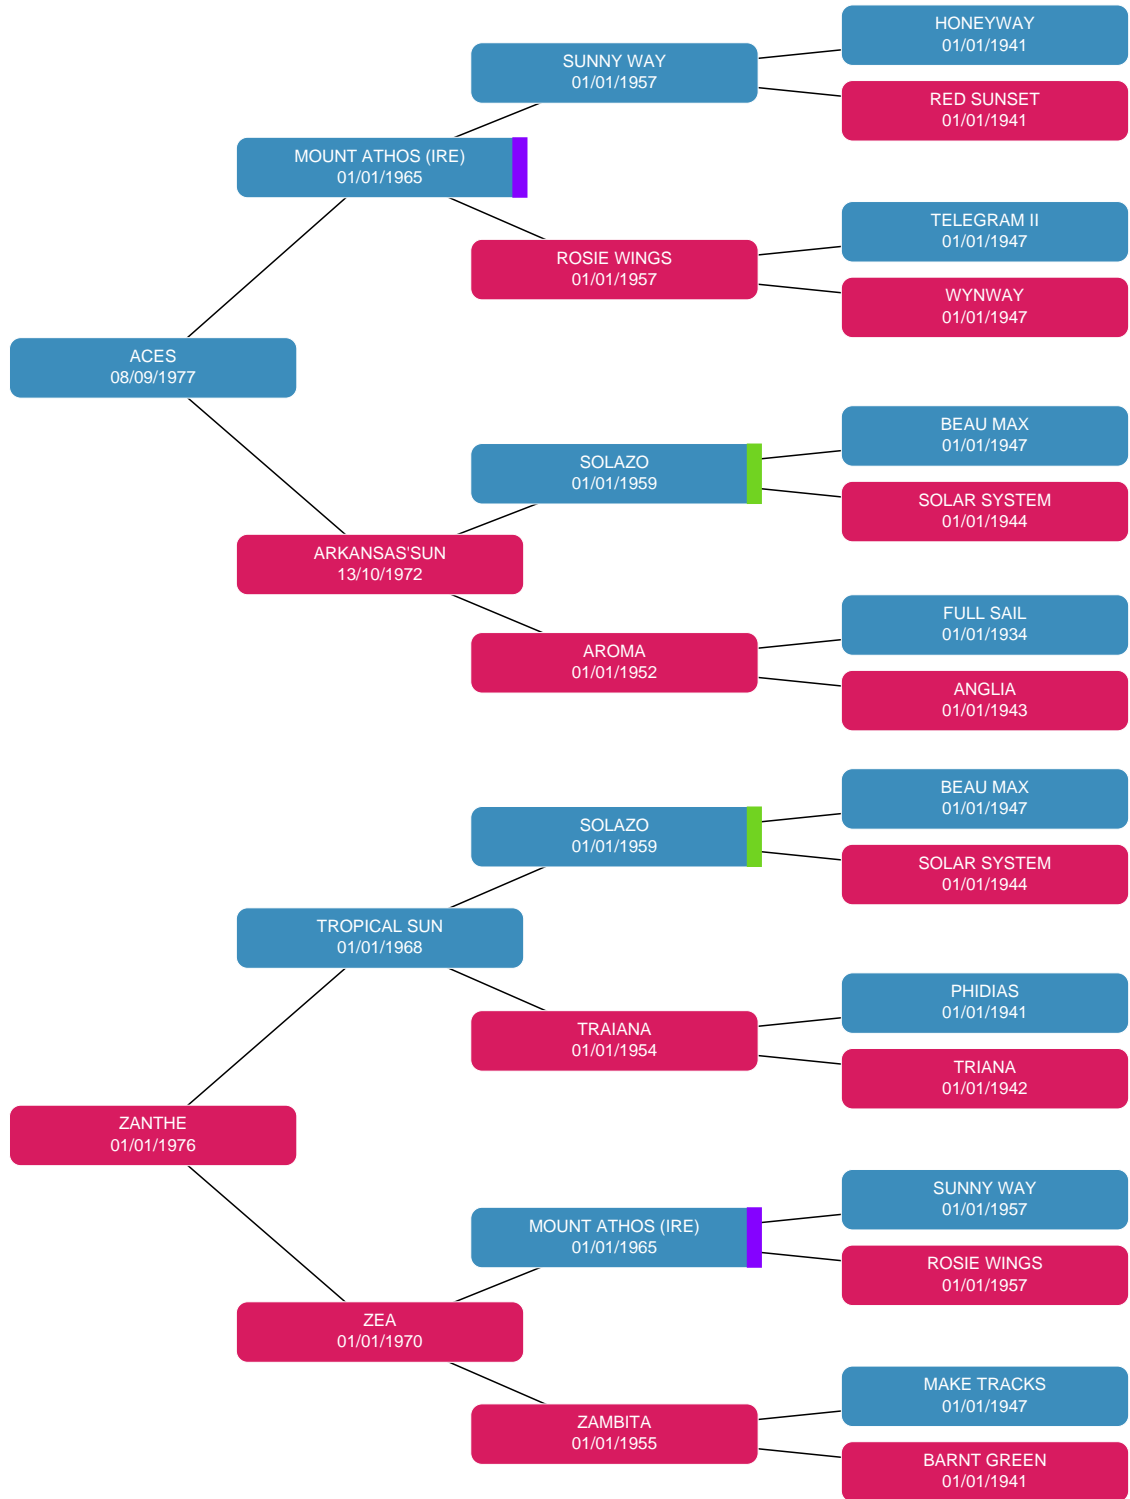 HONEYWAY
01/01/1941
SUNNY WAY
01/01/1957
RED SUNSET
01/01/1941
MOUNT ATHOS (IRE)
01/01/1965
TELEGRAM II
01/01/1947
ROSIE WINGS
01/01/1957
WYNWAY
01/01/1947
ACES
08/09/1977
BEAU MAX
01/01/1947
SOLAZO
01/01/1959
SOLAR SYSTEM
01/01/1944
ARKANSAS'SUN
13/10/1972
FULL SAIL
01/01/1934
AROMA
01/01/1952
ANGLIA
01/01/1943
BEAU MAX
01/01/1947
SOLAZO
01/01/1959
SOLAR SYSTEM
01/01/1944
TROPICAL SUN
01/01/1968
PHIDIAS
01/01/1941
TRAIANA
01/01/1954
TRIANA
01/01/1942
ZANTHE
01/01/1976
SUNNY WAY
01/01/1957
MOUNT ATHOS (IRE)
01/01/1965
ROSIE WINGS
01/01/1957
ZEA
01/01/1970
MAKE TRACKS
01/01/1947
ZAMBITA
01/01/1955
BARNT GREEN
01/01/1941